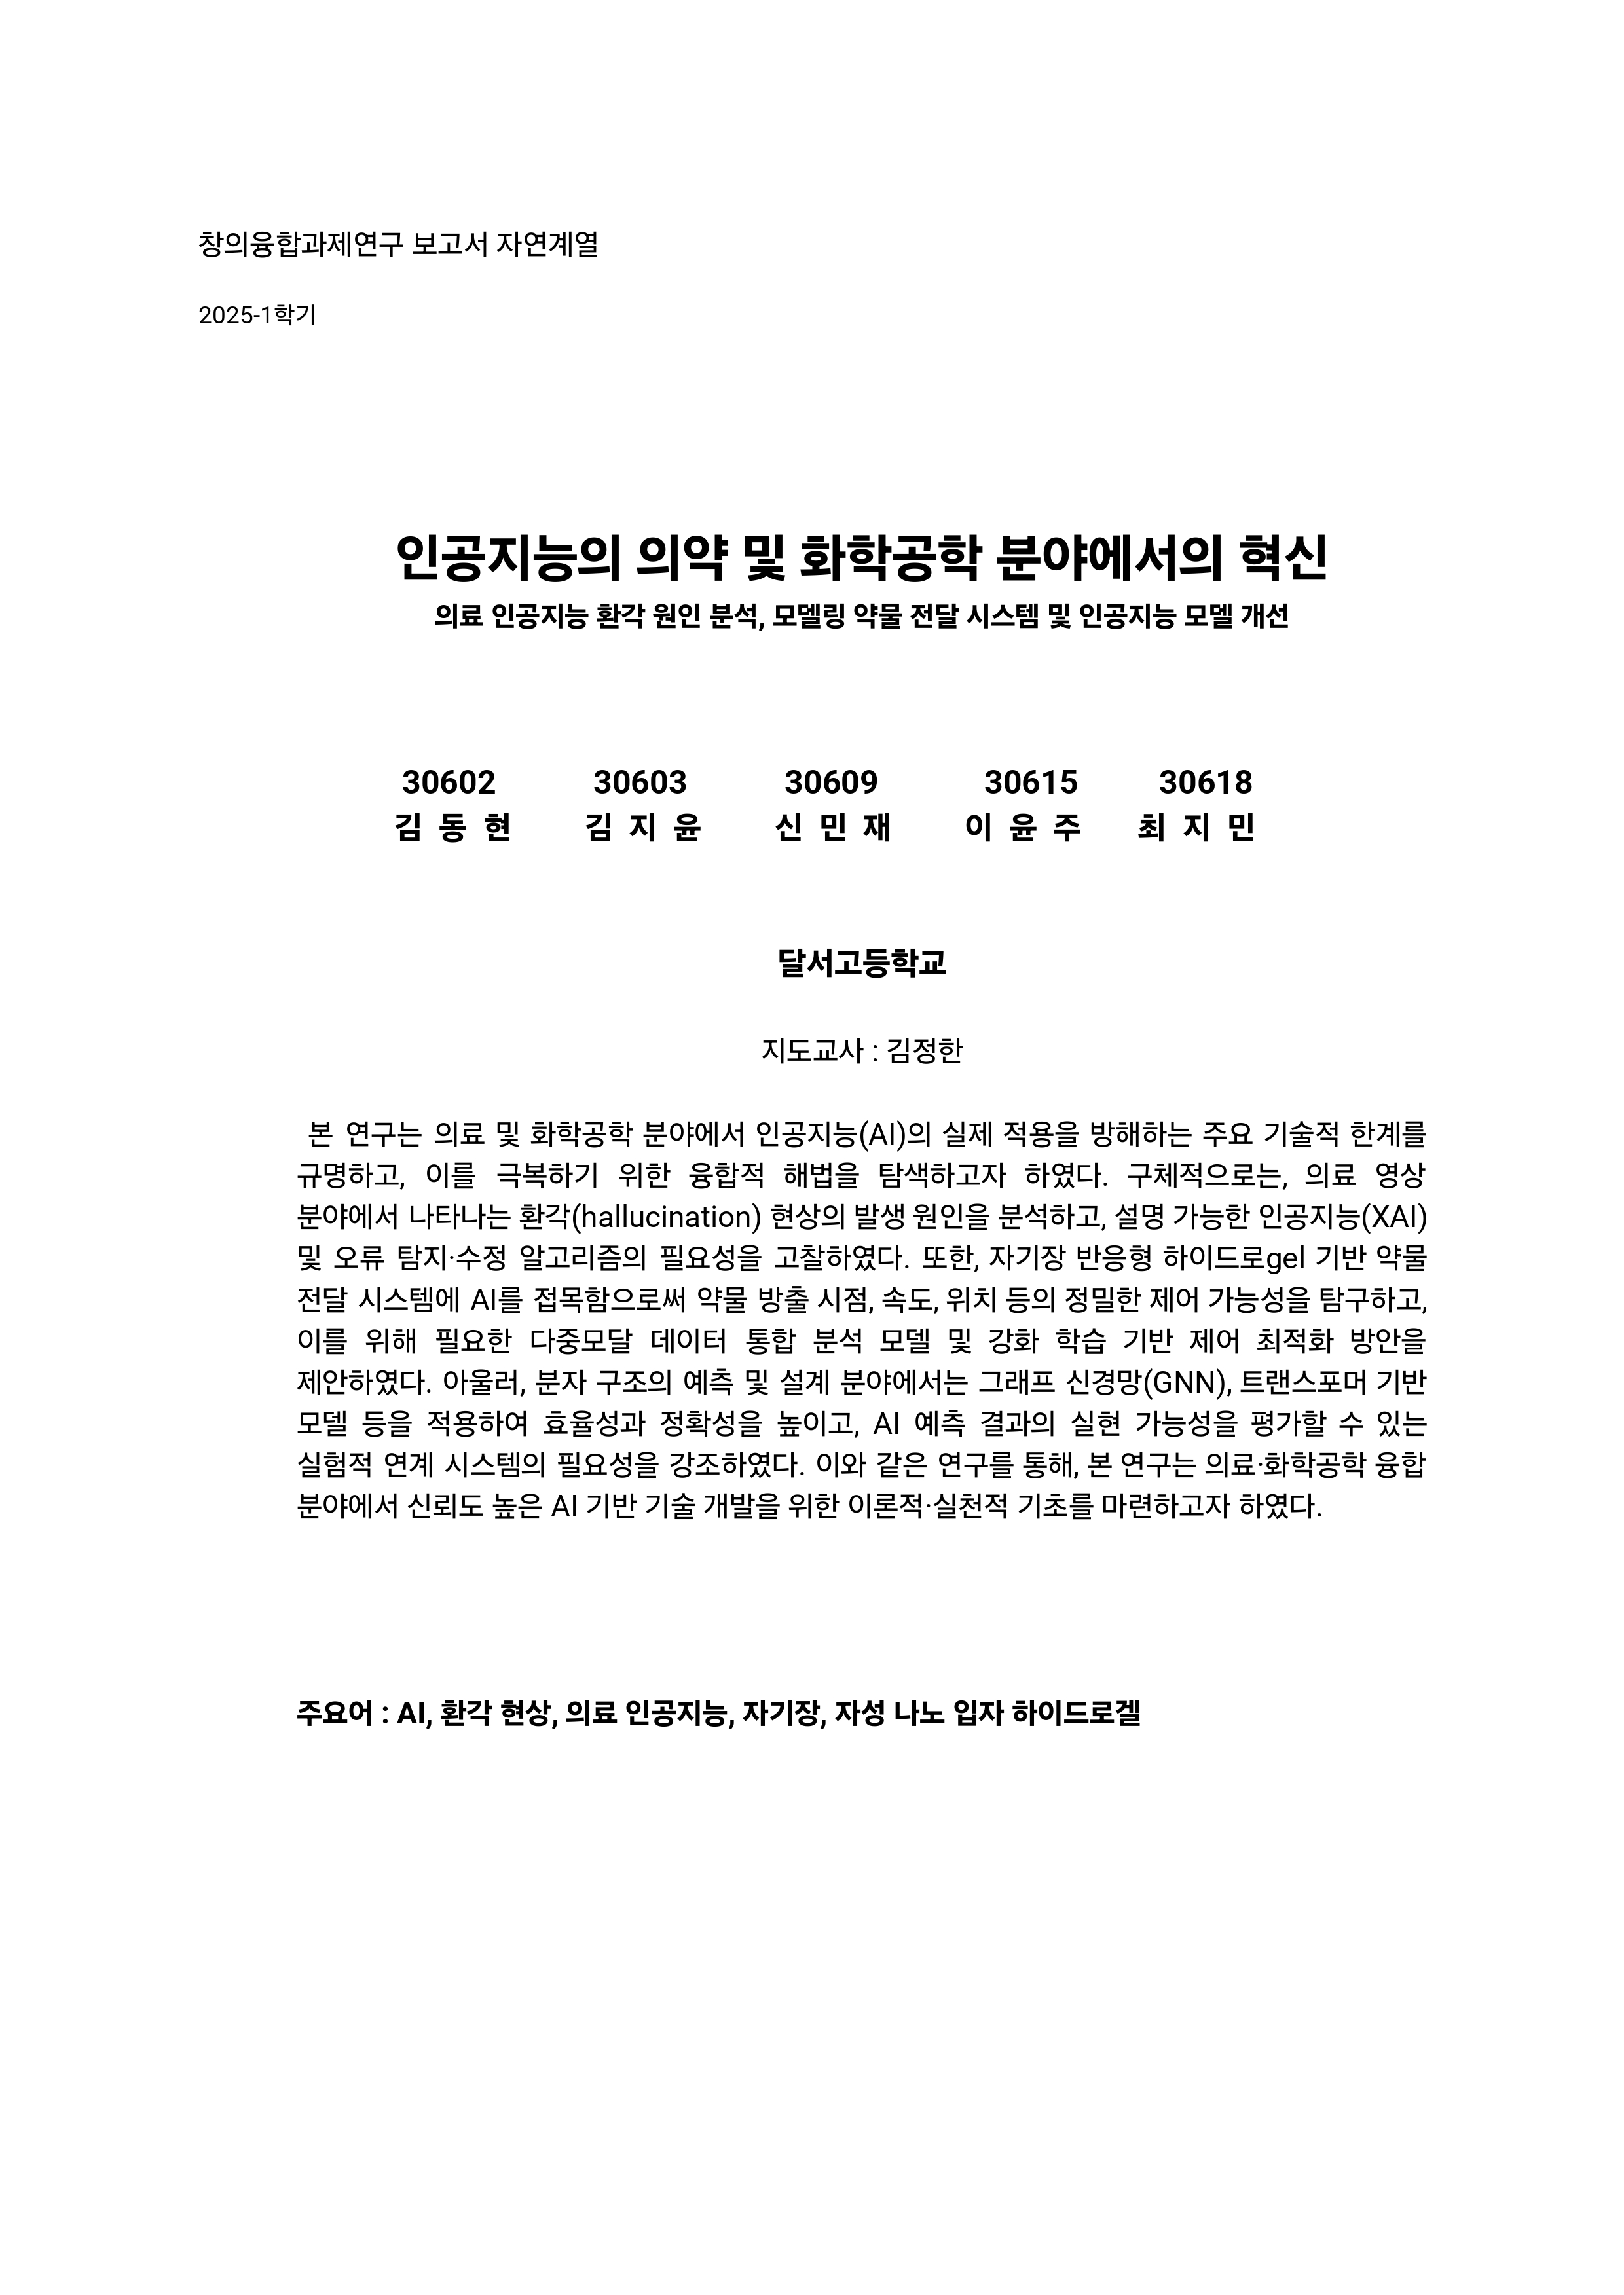 창의융합과제연구 보고서 자연계열
2025-1학기
인공지능의 의약 및 화학공학 분야에서의 혁신
의료 인공지능 환각 원인 분석, 모델링 약물 전달 시스템 및 인공지능 모델 개선
30602 30603 30609 30615 30618
김 동 현 김 지 윤 신 민 재 이 윤 주 최 지 민
달서고등학교
지도교사 : 김정한
본 연구는 의료 및 화학공학 분야에서 인공지능(AI)의 실제 적용을 방해하는 주요 기술적 한계를
규명하고, 이를 극복하기 위한 융합적 해법을 탐색하고자 하였다. 구체적으로는, 의료 영상
분야에서 나타나는 환각(hallucination) 현상의 발생 원인을 분석하고, 설명 가능한 인공지능(XAI)
및 오류 탐지·수정 알고리즘의 필요성을 고찰하였다. 또한, 자기장 반응형 하이드로gel 기반 약물
전달 시스템에 AI를 접목함으로써 약물 방출 시점, 속도, 위치 등의 정밀한 제어 가능성을 탐구하고,
이를 위해 필요한 다중모달 데이터 통합 분석 모델 및 강화 학습 기반 제어 최적화 방안을
제안하였다. 아울러, 분자 구조의 예측 및 설계 분야에서는 그래프 신경망(GNN), 트랜스포머 기반
모델 등을 적용하여 효율성과 정확성을 높이고, AI 예측 결과의 실현 가능성을 평가할 수 있는
실험적 연계 시스템의 필요성을 강조하였다. 이와 같은 연구를 통해, 본 연구는 의료·화학공학 융합
분야에서 신뢰도 높은 AI 기반 기술 개발을 위한 이론적·실천적 기초를 마련하고자 하였다.
주요어 : AI, 환각 현상, 의료 인공지능, 자기장, 자성 나노 입자 하이드로겔